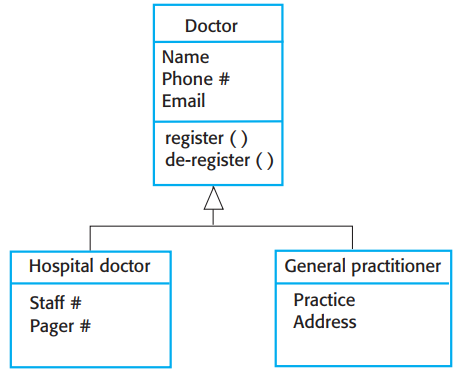 Doctor
Name
Phone #
Email
register ( )
de-register ( )
Hospital doctor
Staff #
Pager #
General practitioner
Practice
Address